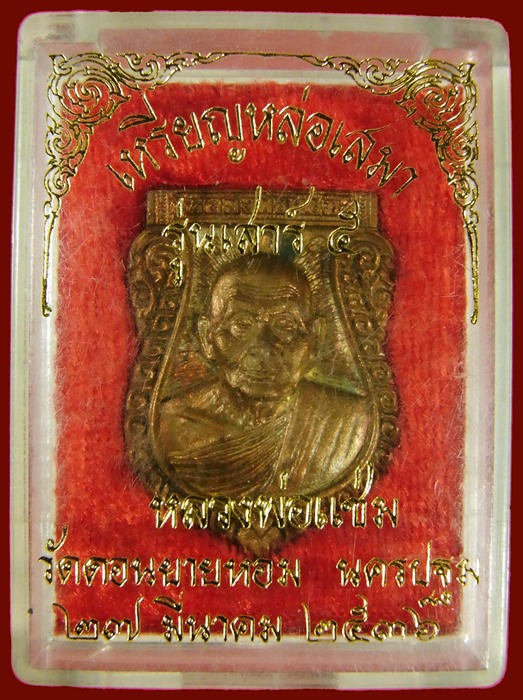 เหรียญหล่อเสมา
รุ่นเสาร์ ๕
หลวงพ่อแช่ม
วัดดอนยายหอม นครปฐม
๒๗ มีนาคม ๒๕๓๖